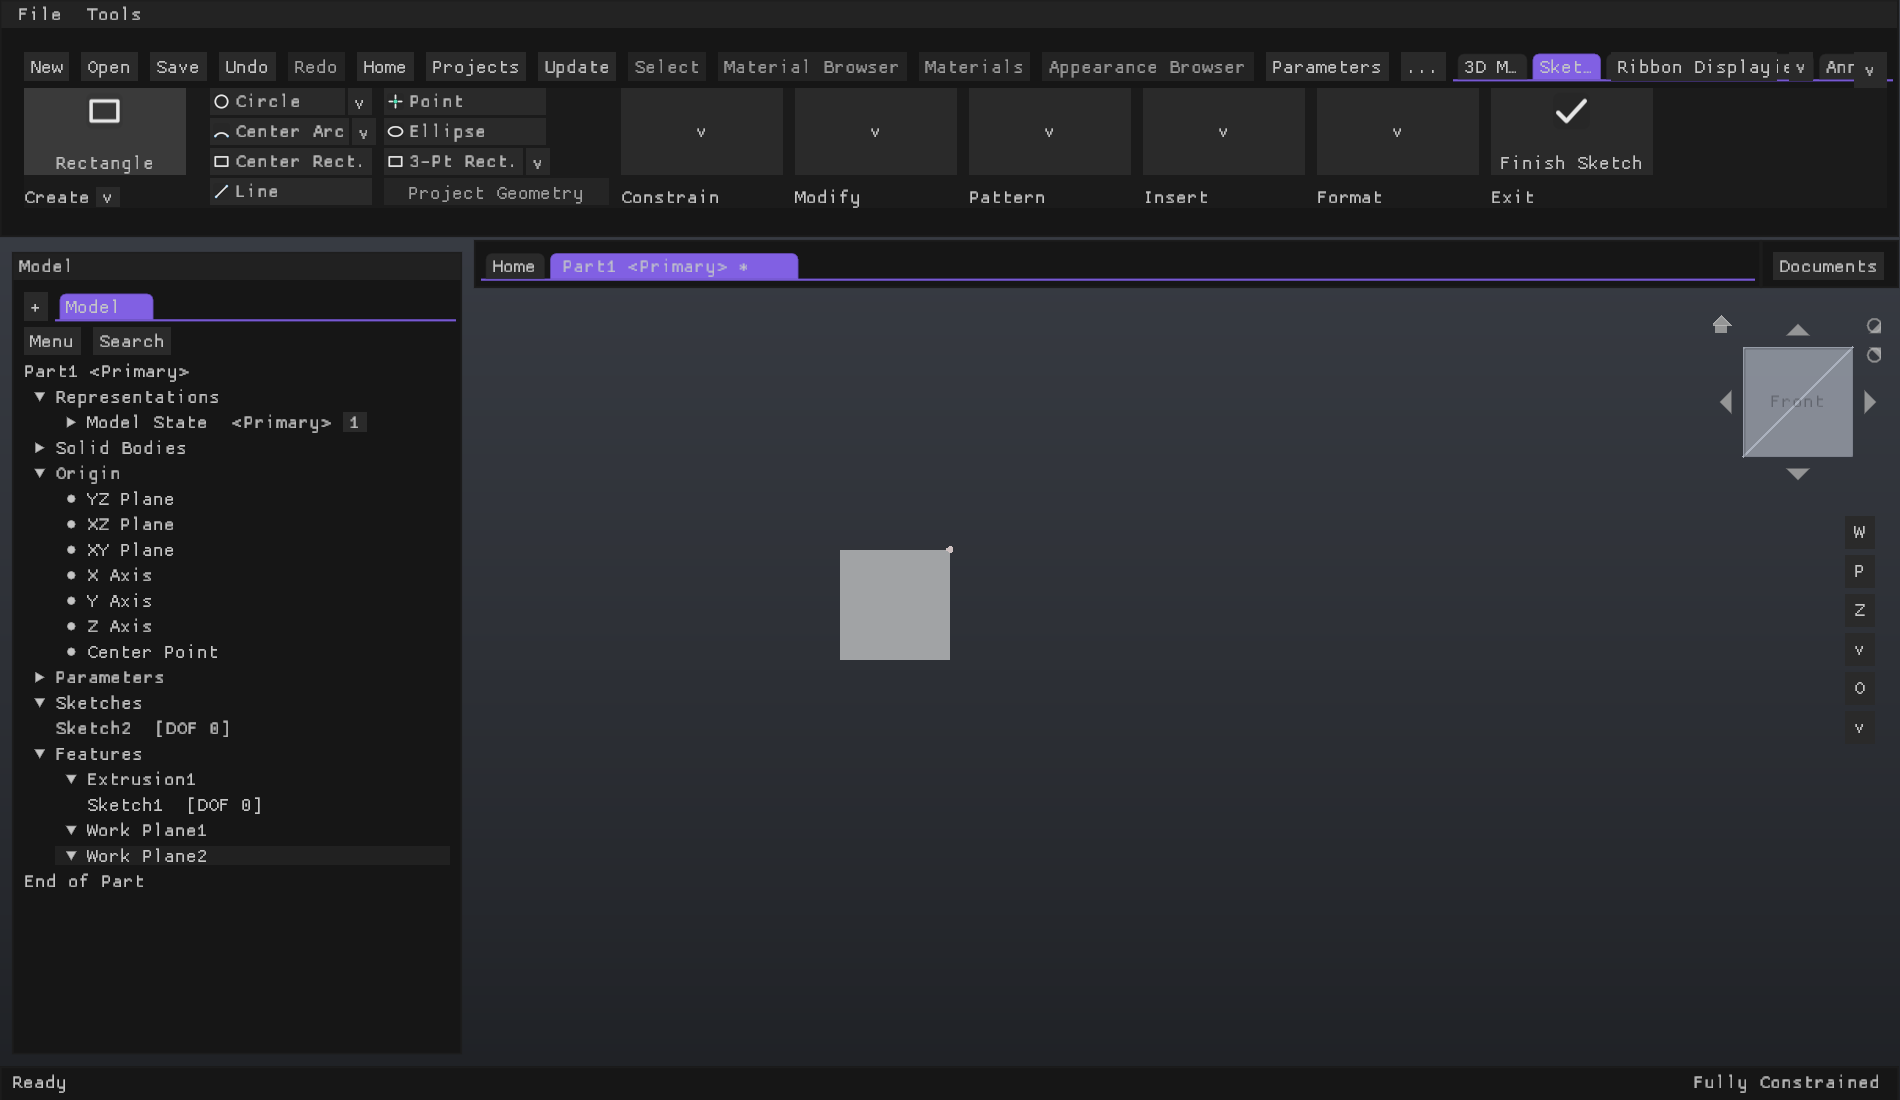 File Tools
New Open Save Undo Redo Home Projects Update Select Material Browser Materials Appearance Browser Parameters ... 3D M… Sket… Ribbon Display v Anr v
Rectangle
Circle v
Center Arc v
Center Rect.
Line
Point
Ellipse
3-Pt Rect. v
Project Geometry
v v v v v
Finish Sketch
Create v Constrain Modify Pattern Insert Format Exit
Model
Home Part1 <Primary> * Documents
+ Model
Menu Search
Part1 <Primary>
Representations
Model State <Primary> 1
Solid Bodies
Origin
YZ Plane
XZ Plane
XY Plane
X Axis
Y Axis
Z Axis
Center Point
Parameters
Sketches
Sketch2 [DOF 0]
Features
Extrusion1
Sketch1 [DOF 0]
Work Plane1
Work Plane2
End of Part
Front
W
P
Z
v
O
v
Ready
Fully Constrained